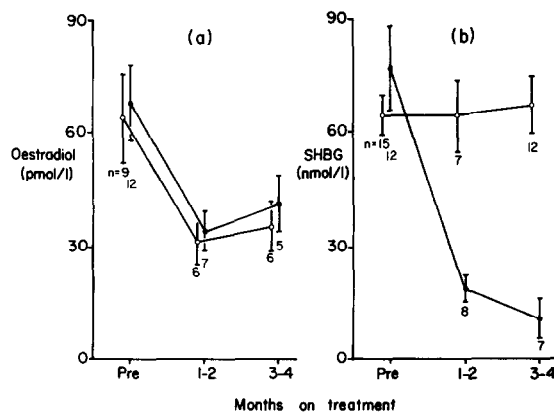 (a)
(b)
90
60
30
0
Oestradiol
(pmol/l)
n=9
12
6
7
6
5
Pre
1-2
3-4
90
60
30
0
SHBG
(nmol/l)
n=15
12
7
12
8
7
Pre
1-2
3-4
Months on treatment